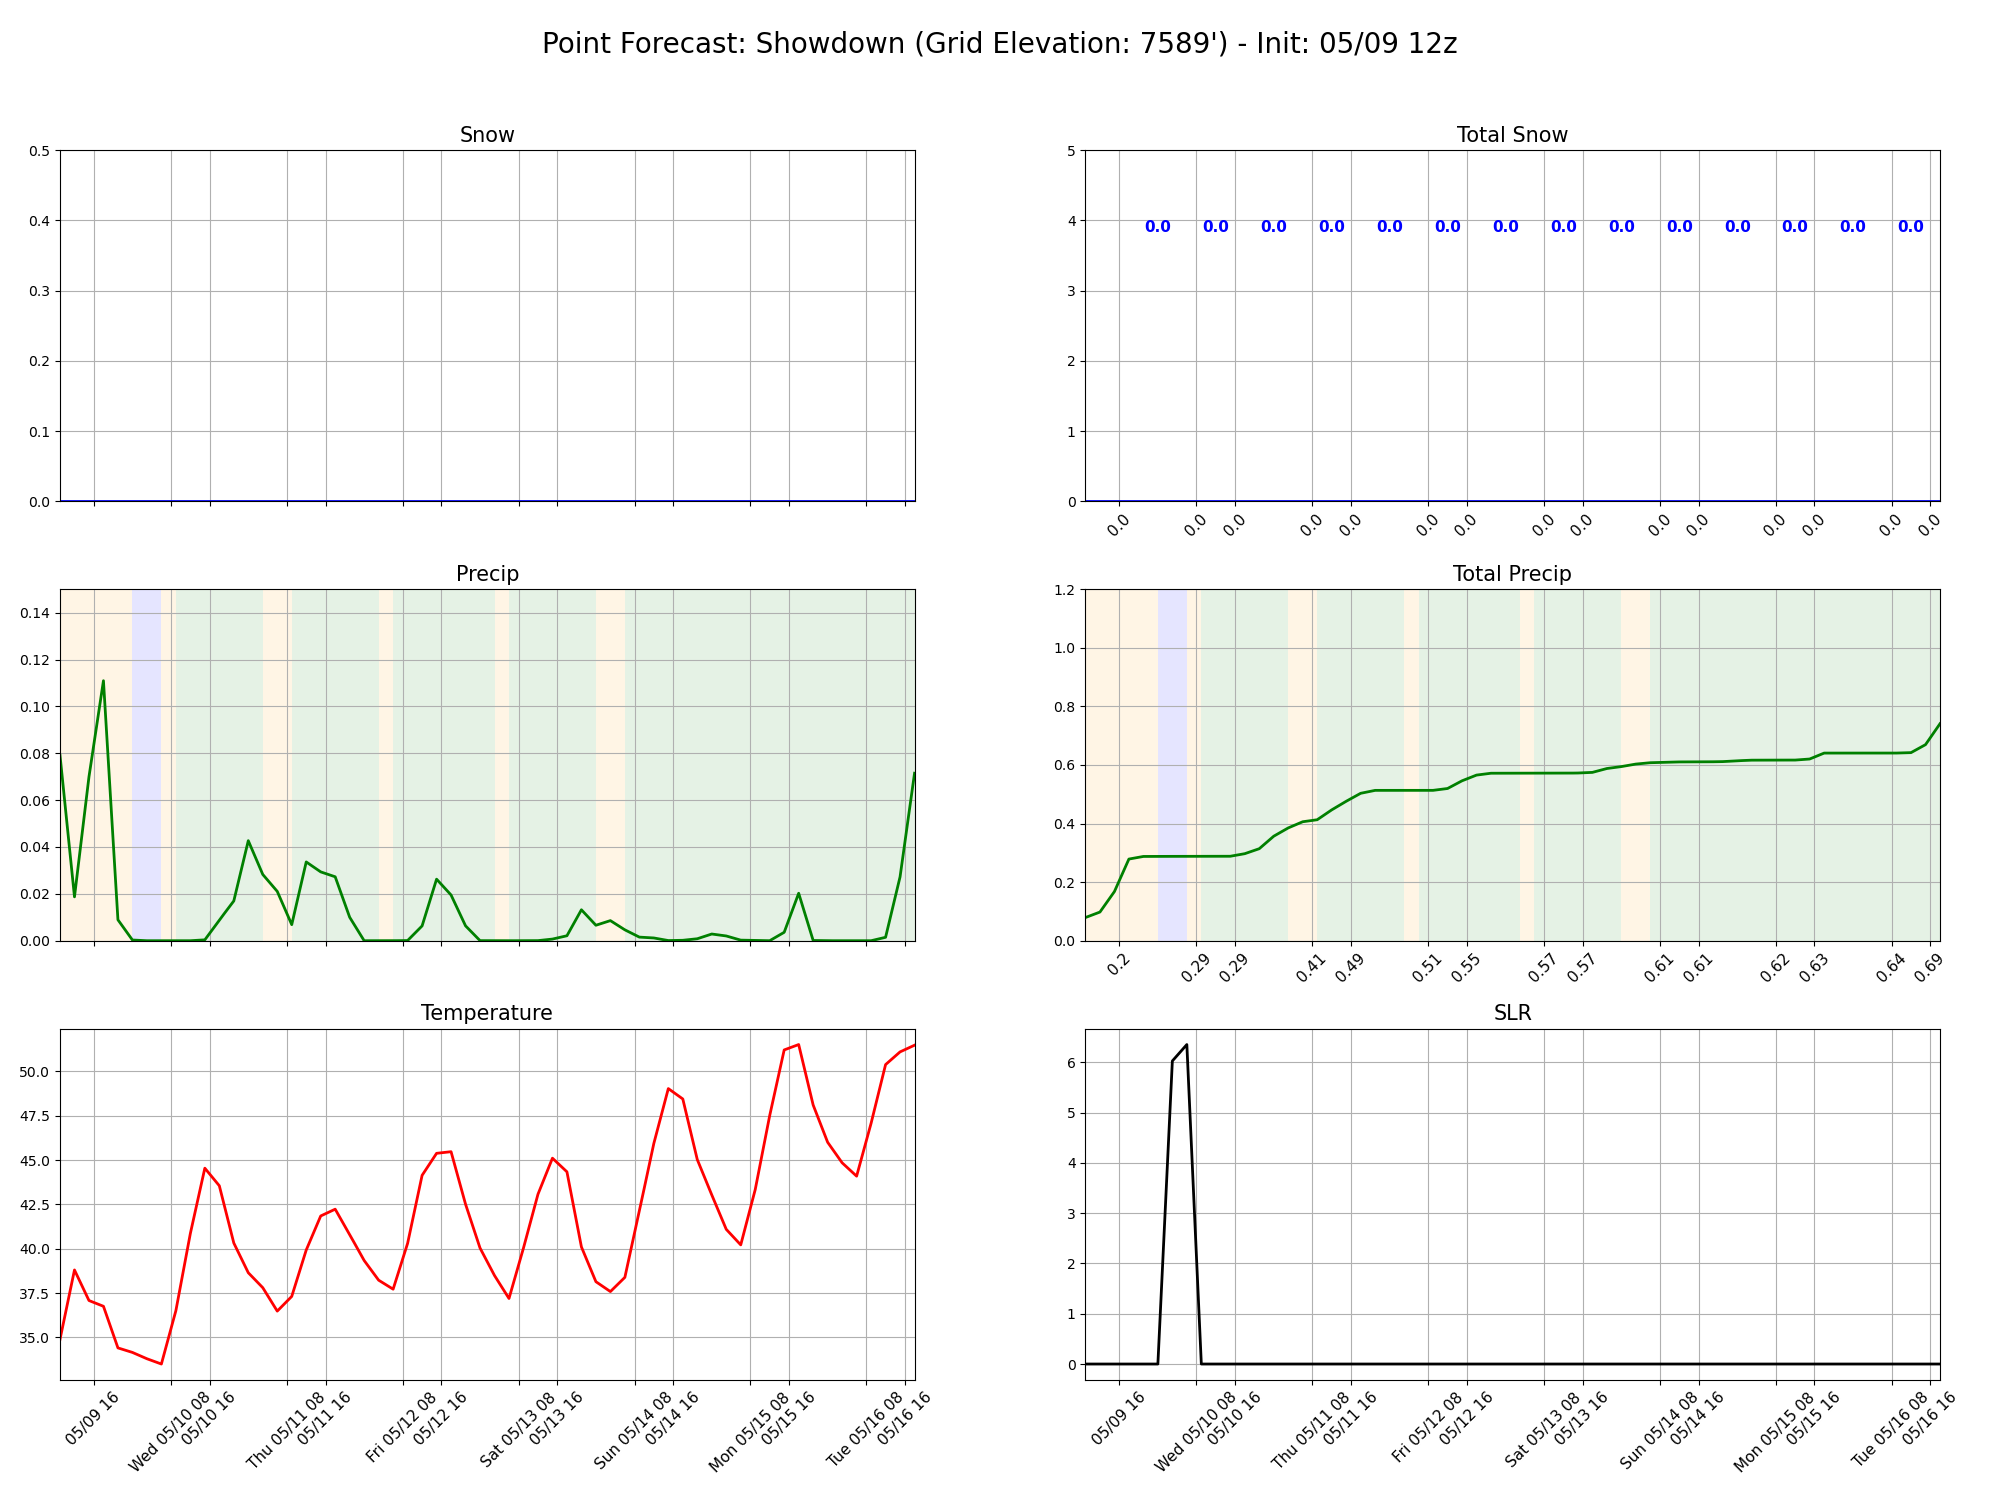 Point Forecast: Showdown (Grid Elevation: 7589') - Init: 05/09 12z
Snow
0.5
0.4
0.3
0.2
0.1
0.0
Total Snow
5
4
3
2
1
0
0.0 0.0 0.0 0.0 0.0 0.0 0.0 0.0 0.0 0.0 0.0 0.0 0.0 0.0
0.0 0.0 0.0 0.0 0.0 0.0 0.0 0.0 0.0 0.0 0.0 0.0 0.0 0.0 0.0
Precip
0.14
0.12
0.10
0.08
0.06
0.04
0.02
0.00
Total Precip
1.2
1.0
0.8
0.6
0.4
0.2
0.0
0.2 0.29 0.29 0.41 0.49 0.51 0.55 0.57 0.57 0.61 0.61 0.62 0.63 0.64 0.69
Temperature
50.0
47.5
45.0
42.5
40.0
37.5
35.0
05/09 16
Wed 05/10 08
05/10 16
Thu 05/11 08
05/11 16
Fri 05/12 08
05/12 16
Sat 05/13 08
05/13 16
Sun 05/14 08
05/14 16
Mon 05/15 08
05/15 16
Tue 05/16 08
05/16 16
SLR
6
5
4
3
2
1
0
05/09 16
Wed 05/10 08
05/10 16
Thu 05/11 08
05/11 16
Fri 05/12 08
05/12 16
Sat 05/13 08
05/13 16
Sun 05/14 08
05/14 16
Mon 05/15 08
05/15 16
Tue 05/16 08
05/16 16